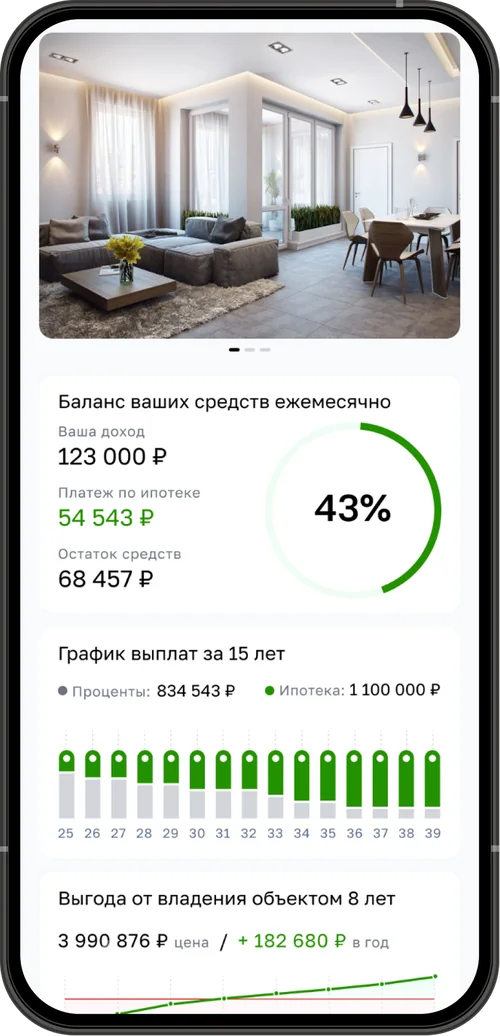 Баланс ваших средств ежемесячно
Ваша доход
123 000 ₽
Платеж по ипотеке
54 543 ₽
Остаток средств
68 457 ₽
43%
График выплат за 15 лет
Проценты: 834 543 ₽ Ипотека: 1 100 000 ₽
25 26 27 28 29 30 31 32 33 34 35 36 37 38 39
Выгода от владения объектом 8 лет
3 990 876 ₽ цена / + 182 680 ₽ в год